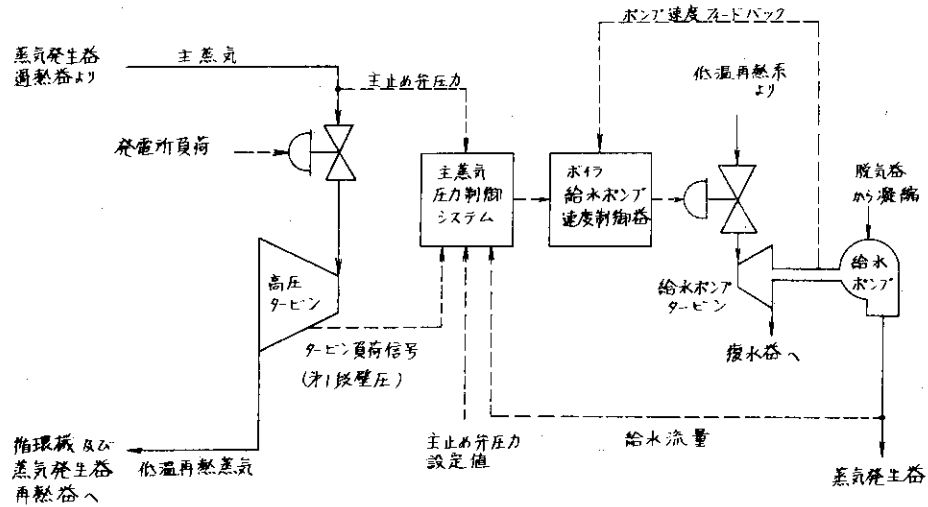 ポンプ速度フィードバック
蒸気発生器
過熱器より
主蒸気
主止め弁圧力
低温再熱系
より
発電所負荷
主蒸気
圧力制御
システム
ボイラ
給水ポンプ
速度制御器
脱気器
から凝縮
高圧
タービン
給水ポンプ
タービン
給水
ポンプ
タービン負荷信号
(第1段壁圧)
復水器へ
循環機及び
蒸気発生器
再熱器へ
低温再熱蒸気
主止め弁圧力
設定値
給水流量
蒸気発生器